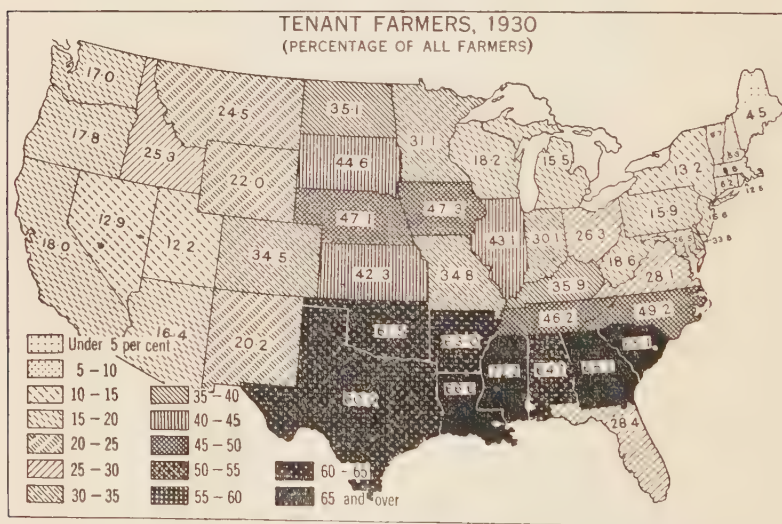 TENANT FARMERS, 1930
(PERCENTAGE OF ALL FARMERS)
17.0
24.5
35.1
31.1
4.5
17.8
25.3
44.6
18.2
15.5
13.2
22.0
12.9
12.2
47.1
47.3
15.9
18.0
34.5
42.3
43.1
30.1
26.3
18.6
33.8
34.8
35.9
28.1
16.4
20.2
46.2
49.2
28.4
Under 5 per cent
5 – 10
10 – 15
15 – 20
20 – 25
25 – 30
30 – 35
35 – 40
40 – 45
45 – 50
50 – 55
55 – 60
60 – 65
65 and over